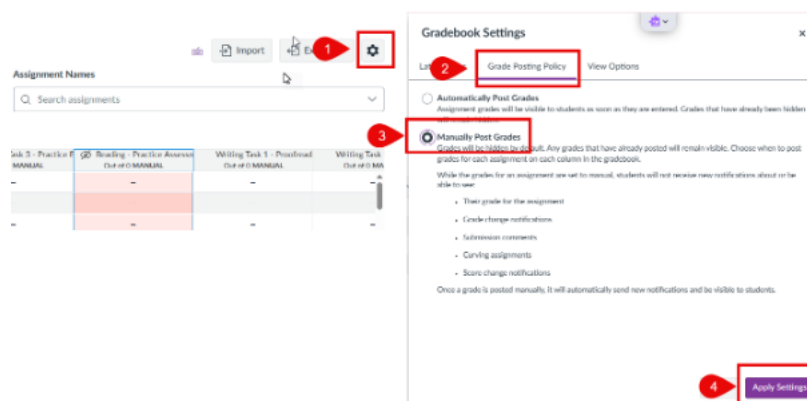 Import
1
Assignment Names
Search assignments
Reading - Practice
Writing Task 1 - Proofread
Writing Task
MANUAL
Out of 0 MANUAL
Out of 0 MANUAL
Out of 0 MA
Gradebook Settings
x
2
Grade Posting Policy
View Options
Automatically Post Grades
Assignment grades will be visible to students as soon as they are entered. Grades that have already been hidden
will remain hidden.
3
Manually Post Grades
Grades will be hidden by default. Any grades that have already posted will remain visible. Choose when to post
grades for each assignment on each column in the gradebook.
While the grades for an assignment are set to manual, students will not receive new notifications about or be
able to see:
• Their grade for the assignment
• Grade change notifications
• Submission comments
• Curving assignments
• Score change notifications
Once a grade is posted manually, it will automatically send new notifications and be visible to students.
4
Apply Settings